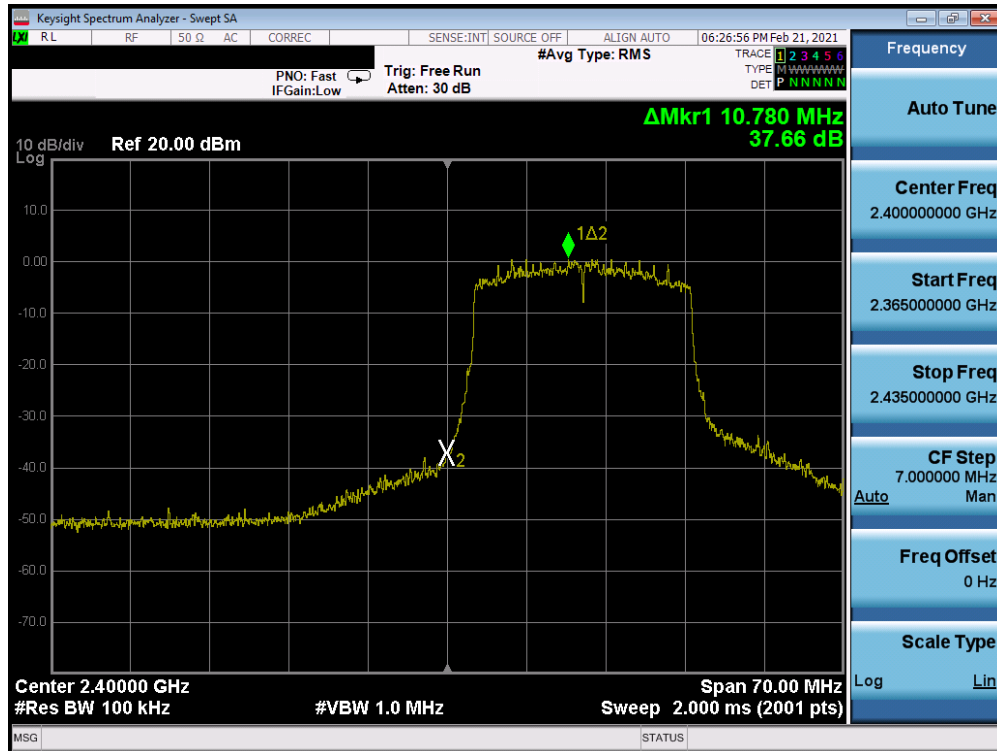 Keysight Spectrum Analyzer - Swept SA
LXI RL RF 50 Ω AC CORREC SENSE:INT SOURCE OFF ALIGN AUTO 06:26:56 PM Feb 21, 2021
#Avg Type: RMS
TRACE 1 2 3 4 5 6
PNO: Fast Trig: Free Run
TYPE M WWWWW
IFGain:Low Atten: 30 dB
DET P N N N N N
ΔMkr1 10.780 MHz
37.66 dB
10 dB/div Ref 20.00 dBm
Log
10.0
0.00
-10.0
-20.0
-30.0
-40.0
-50.0
-60.0
-70.0
1Δ2
X2
Center 2.40000 GHz Span 70.00 MHz
#Res BW 100 kHz #VBW 1.0 MHz Sweep 2.000 ms (2001 pts)
MSG STATUS
Frequency
Auto Tune
Center Freq
2.400000000 GHz
Start Freq
2.365000000 GHz
Stop Freq
2.435000000 GHz
CF Step
7.000000 MHz
Auto Man
Freq Offset
0 Hz
Scale Type
Log Lin